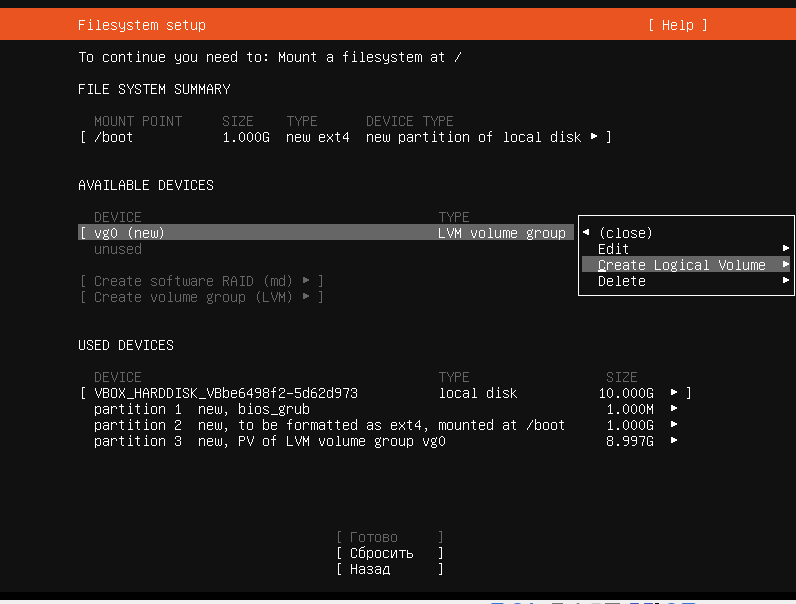 Filesystem setup [ Help ]
To continue you need to: Mount a filesystem at /
FILE SYSTEM SUMMARY
MOUNT POINT SIZE TYPE DEVICE TYPE
[ /boot 1.000G new ext4 new partition of local disk ▸ ]
AVAILABLE DEVICES
DEVICE TYPE
[ vg0 (new) LVM volume group
unused
◂ (close)
Edit ▸
Create Logical Volume ▸
Delete ▸
[ Create software RAID (md) ▸ ]
[ Create volume group (LVM) ▸ ]
USED DEVICES
DEVICE TYPE SIZE
[ VBOX_HARDDISK_VBbe6498f2-5d62d973 local disk 10.000G ▸ ]
partition 1 new, bios_grub 1.000M ▸
partition 2 new, to be formatted as ext4, mounted at /boot 1.000G ▸
partition 3 new, PV of LVM volume group vg0 8.997G ▸
[ Готово ]
[ Сбросить ]
[ Назад ]